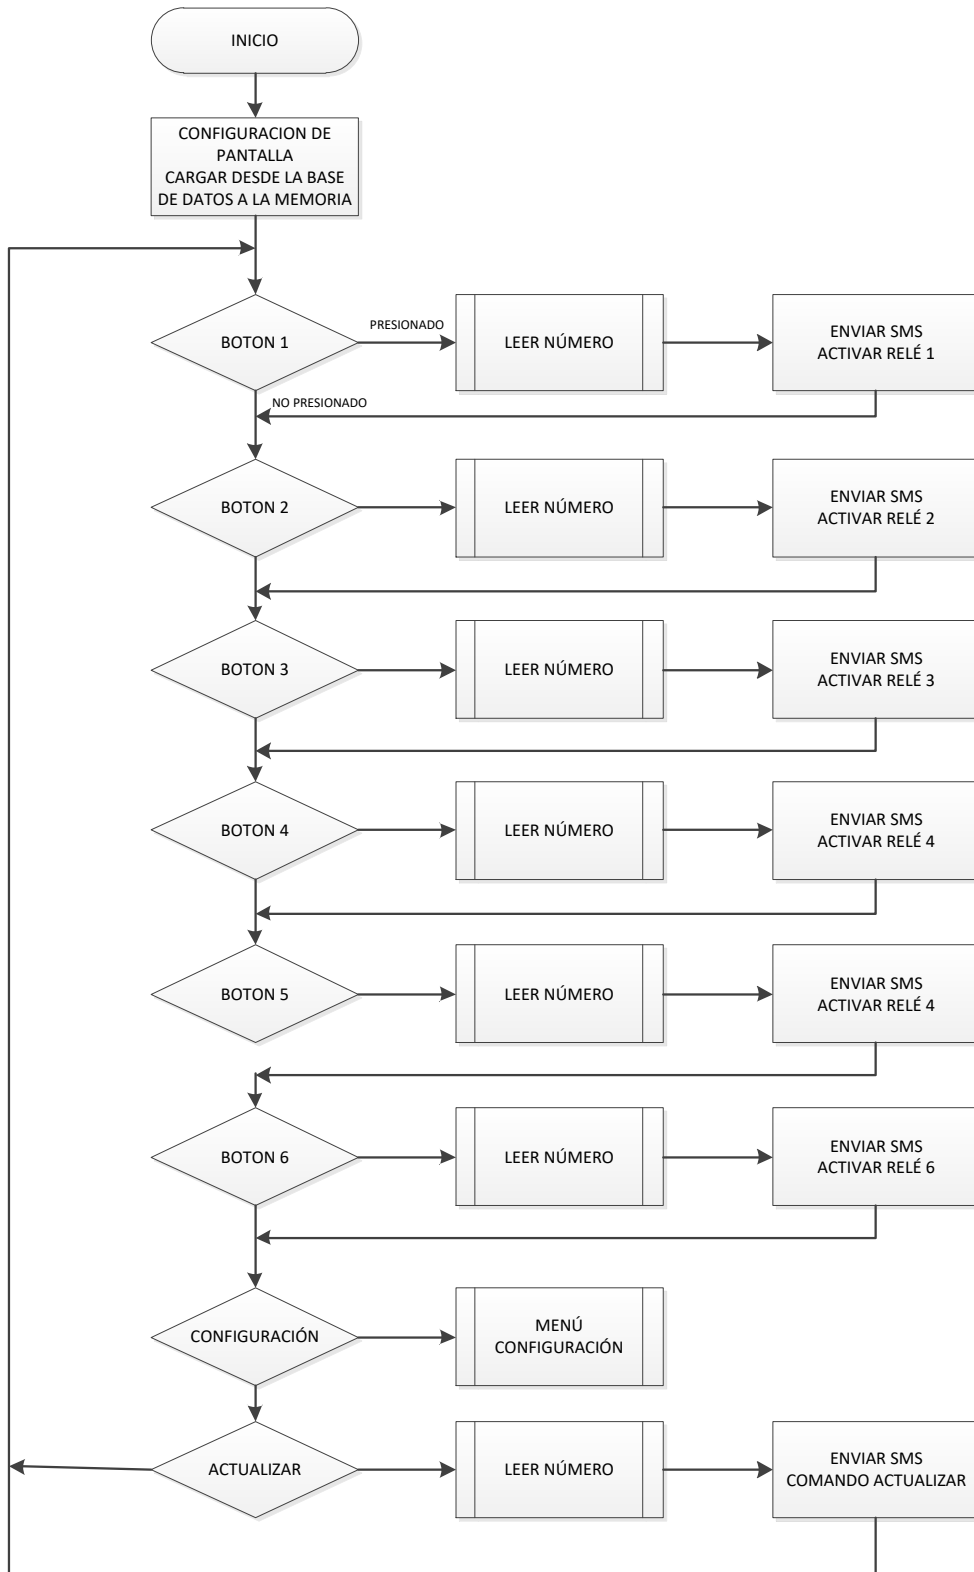 INICIO
CONFIGURACION DE
PANTALLA
CARGAR DESDE LA BASE
DE DATOS A LA MEMORIA
BOTON 1
PRESIONADO
LEER NÚMERO
ENVIAR SMS
ACTIVAR RELÉ 1
NO PRESIONADO
BOTON 2
LEER NÚMERO
ENVIAR SMS
ACTIVAR RELÉ 2
BOTON 3
LEER NÚMERO
ENVIAR SMS
ACTIVAR RELÉ 3
BOTON 4
LEER NÚMERO
ENVIAR SMS
ACTIVAR RELÉ 4
BOTON 5
LEER NÚMERO
ENVIAR SMS
ACTIVAR RELÉ 4
BOTON 6
LEER NÚMERO
ENVIAR SMS
ACTIVAR RELÉ 6
CONFIGURACIÓN
MENÚ
CONFIGURACIÓN
ACTUALIZAR
LEER NÚMERO
ENVIAR SMS
COMANDO ACTUALIZAR